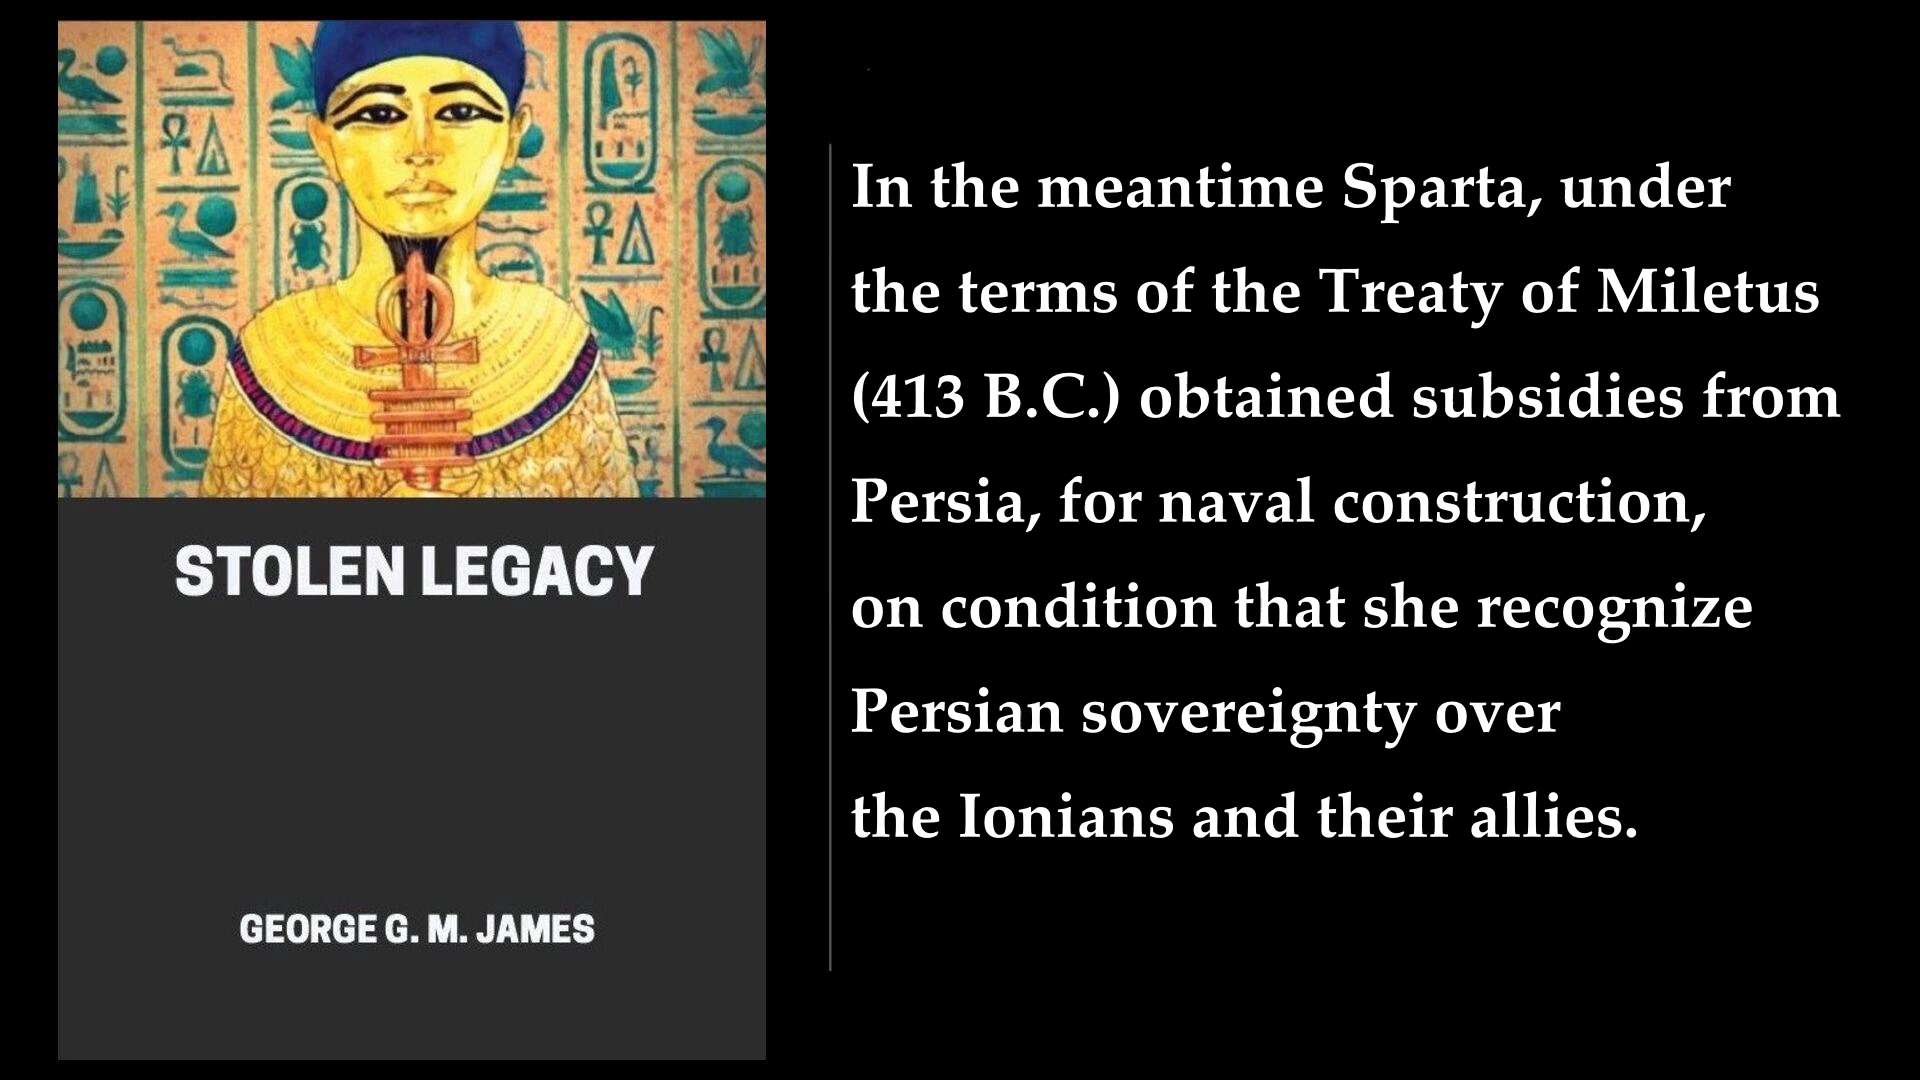 STOLEN LEGACY
GEORGE G. M. JAMES
In the meantime Sparta, under
the terms of the Treaty of Miletus
(413 B.C.) obtained subsidies from
Persia, for naval construction,
on condition that she recognize
Persian sovereignty over
the Ionians and their allies.